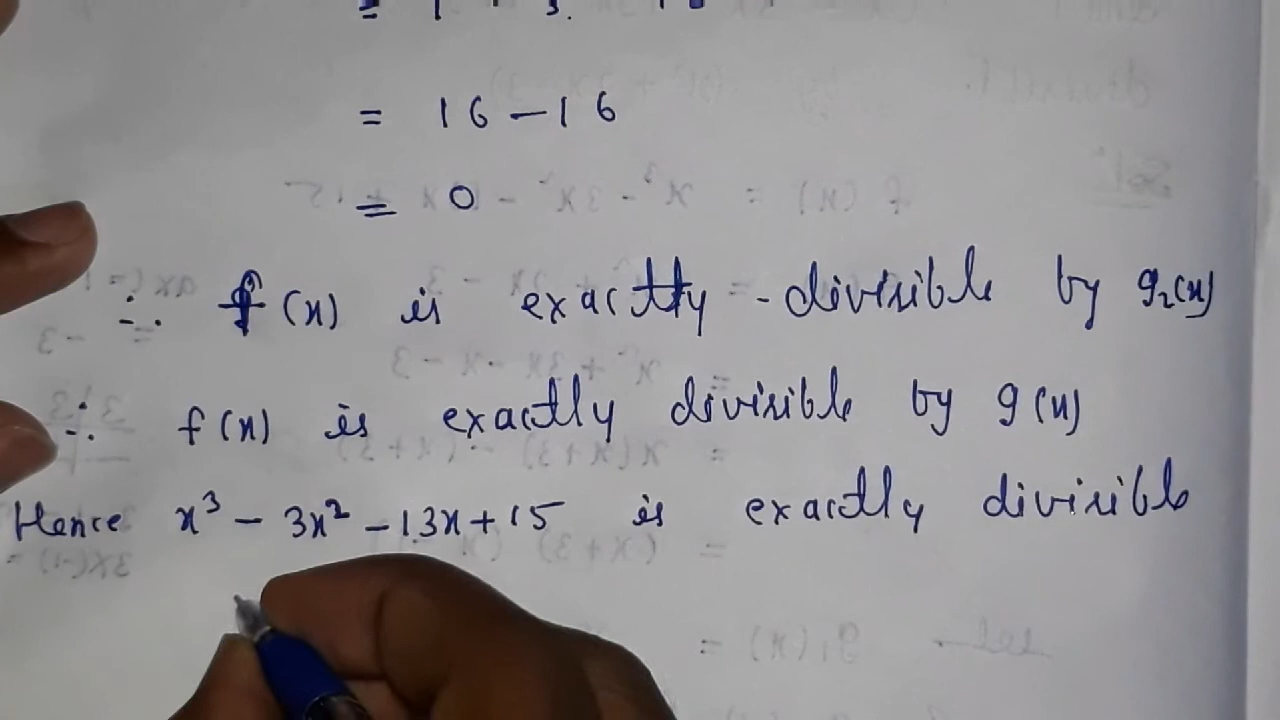 = 16 - 16
= 0
∴ f(x) is exactly divisible by g₂(x)
∴ f(x) is exactly divisible by g(x)
Hence x³ - 3x² - 13x + 15 is exactly divisible